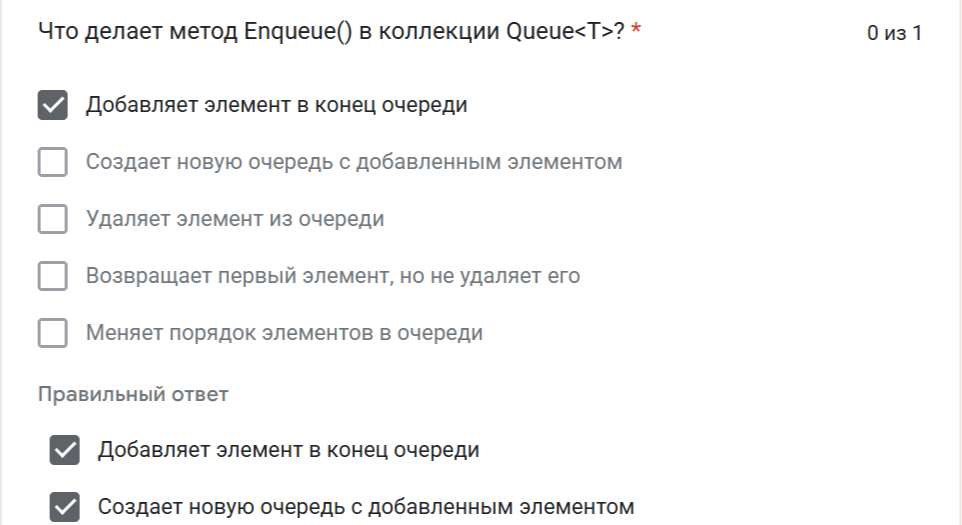 Что делает метод Enqueue() в коллекции Queue<T>? * 0 из 1
Добавляет элемент в конец очереди
Создает новую очередь с добавленным элементом
Удаляет элемент из очереди
Возвращает первый элемент, но не удаляет его
Меняет порядок элементов в очереди
Правильный ответ
Добавляет элемент в конец очереди
Создает новую очередь с добавленным элементом